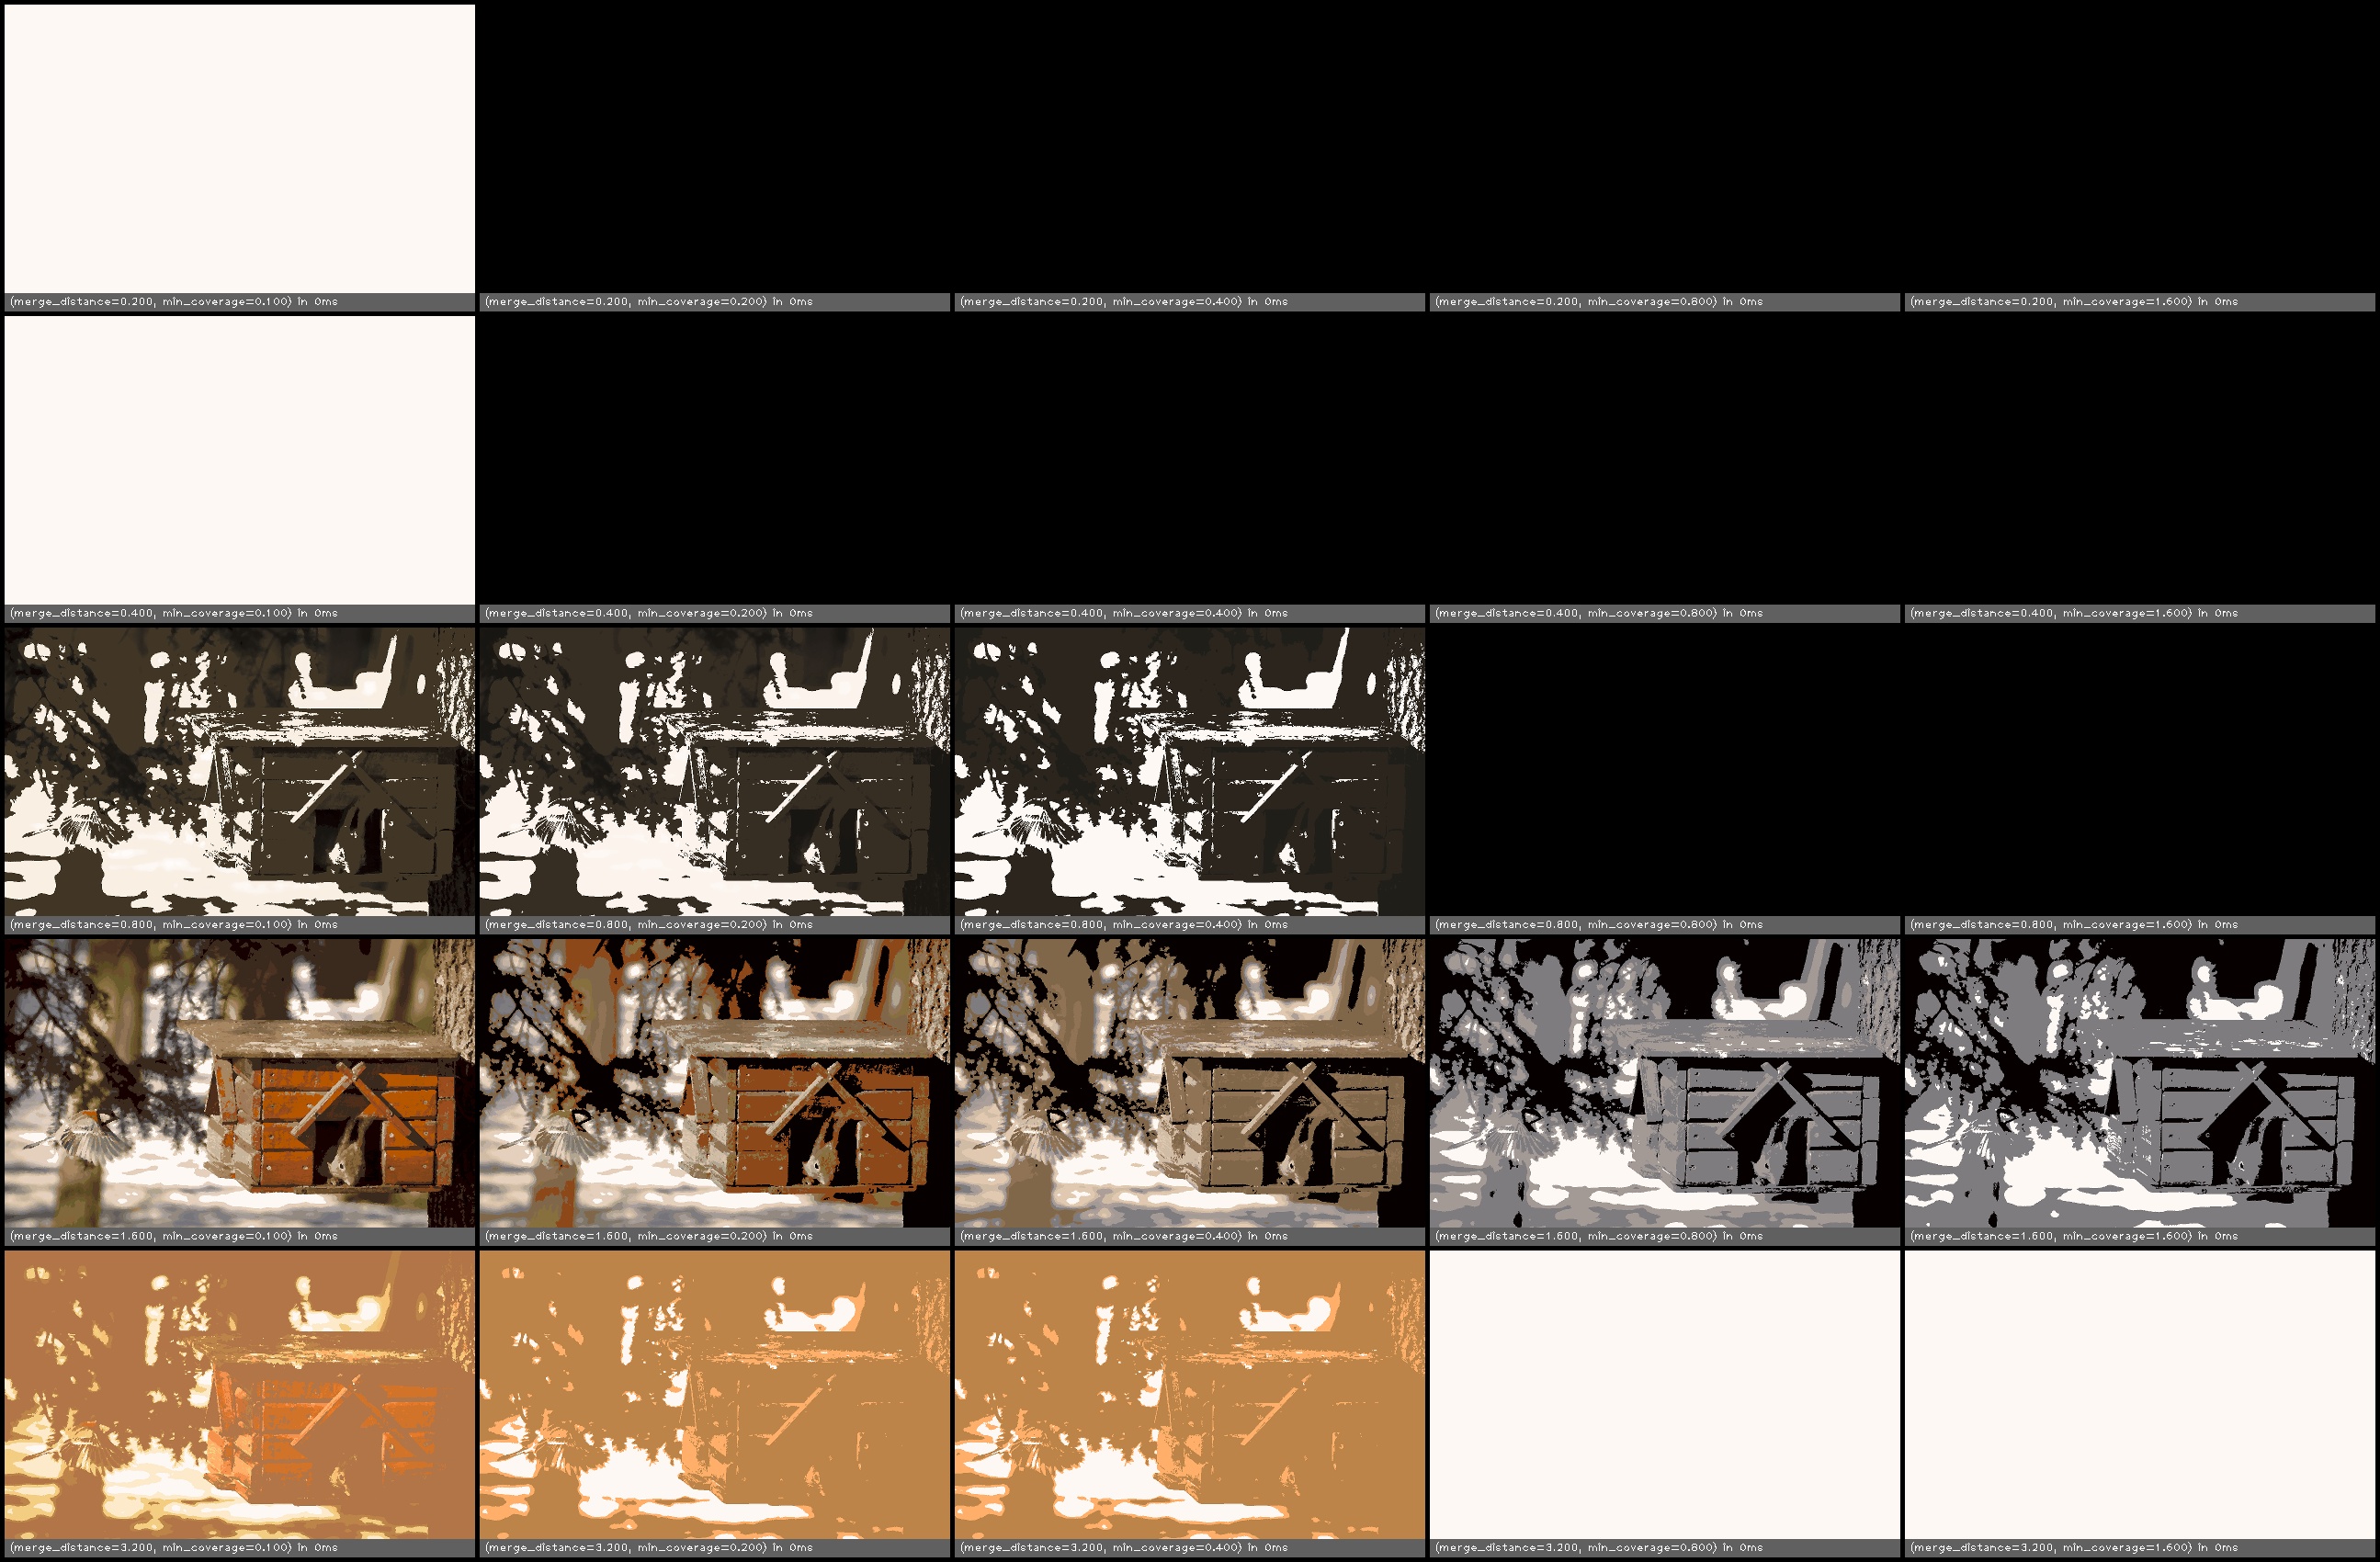 (merge_distance=0.200, min_coverage=0.100) in 0ms
(merge_distance=0.200, min_coverage=0.200) in 0ms
(merge_distance=0.200, min_coverage=0.400) in 0ms
(merge_distance=0.200, min_coverage=0.800) in 0ms
(merge_distance=0.200, min_coverage=1.600) in 0ms
(merge_distance=0.400, min_coverage=0.100) in 0ms
(merge_distance=0.400, min_coverage=0.200) in 0ms
(merge_distance=0.400, min_coverage=0.400) in 0ms
(merge_distance=0.400, min_coverage=0.800) in 0ms
(merge_distance=0.400, min_coverage=1.600) in 0ms
(merge_distance=0.800, min_coverage=0.100) in 0ms
(merge_distance=0.800, min_coverage=0.200) in 0ms
(merge_distance=0.800, min_coverage=0.400) in 0ms
(merge_distance=0.800, min_coverage=0.800) in 0ms
(merge_distance=0.800, min_coverage=1.600) in 0ms
(merge_distance=1.600, min_coverage=0.100) in 0ms
(merge_distance=1.600, min_coverage=0.200) in 0ms
(merge_distance=1.600, min_coverage=0.400) in 0ms
(merge_distance=1.600, min_coverage=0.800) in 0ms
(merge_distance=1.600, min_coverage=1.600) in 0ms
(merge_distance=3.200, min_coverage=0.100) in 0ms
(merge_distance=3.200, min_coverage=0.200) in 0ms
(merge_distance=3.200, min_coverage=0.400) in 0ms
(merge_distance=3.200, min_coverage=0.800) in 0ms
(merge_distance=3.200, min_coverage=1.600) in 0ms